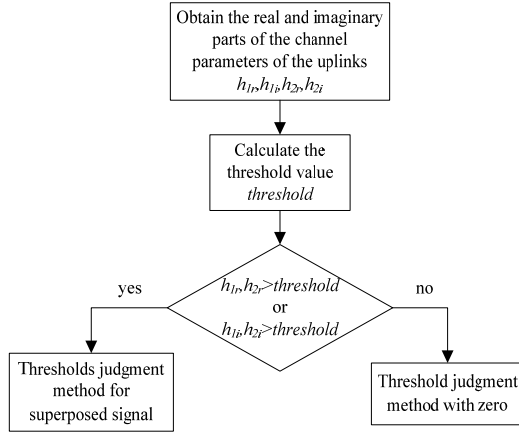 Obtain the real and imaginary
parts of the channel
parameters of the uplinks
h1r,h1i,h2r,h2i
Calculate the
threshold value
threshold
h1r,h2r>threshold
or
h1i,h2i>threshold
yes
no
Thresholds judgment
method for
superposed signal
Threshold judgment
method with zero